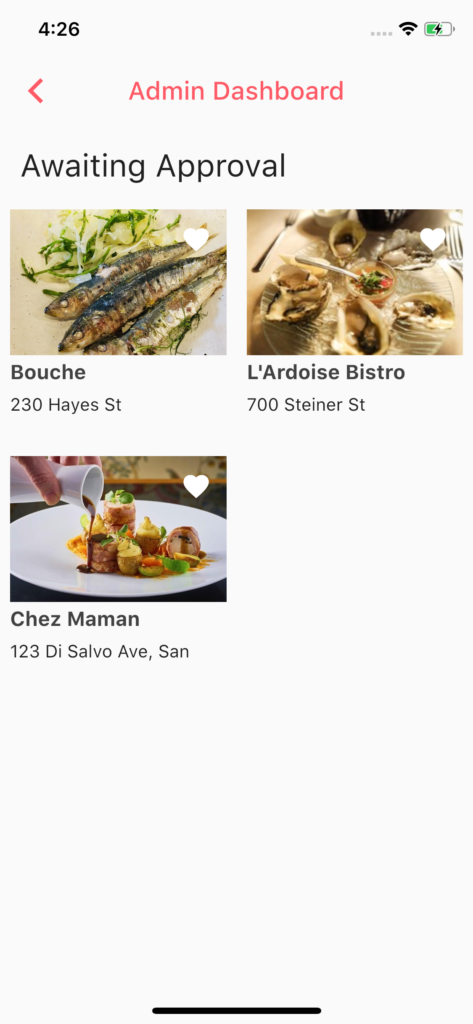 4:26
Admin Dashboard
Awaiting Approval
Bouche
230 Hayes St
L'Ardoise Bistro
700 Steiner St
Chez Maman
123 Di Salvo Ave, San